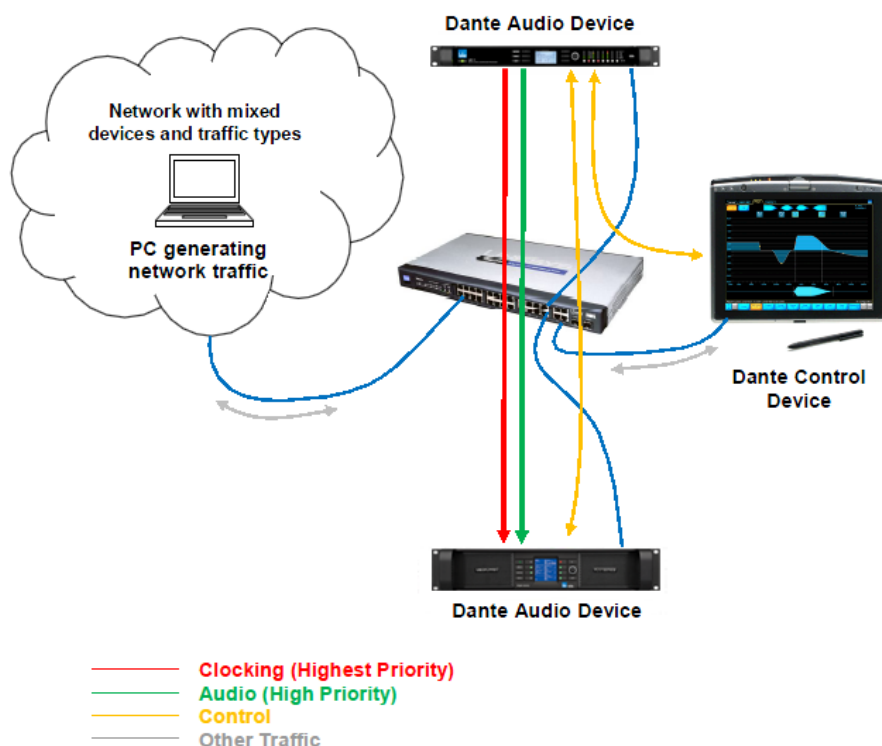 Dante Audio Device
Network with mixed
devices and traffic types
PC generating
network traffic
Dante Control
Device
Dante Audio Device
Clocking (Highest Priority)
Audio (High Priority)
Control
Other Traffic